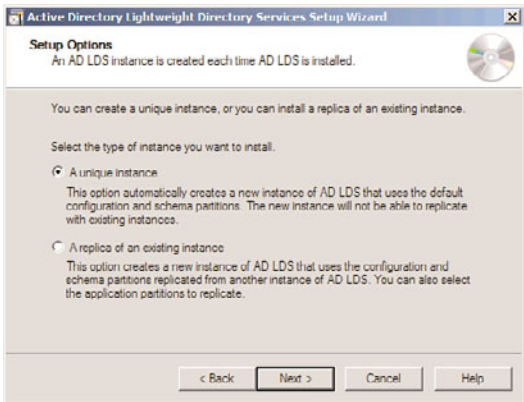 Active Directory Lightweight Directory Services Setup Wizard
Setup Options
An AD LDS instance is created each time AD LDS is installed.
You can create a unique instance, or you can install a replica of an existing instance.
Select the type of instance you want to install.
A unique instance
This option automatically creates a new instance of AD LDS that uses the default
configuration and schema partitions. The new instance will not be able to replicate
with existing instances.
A replica of an existing instance
This option creates a new instance of AD LDS that uses the configuration and
schema partitions replicated from another instance of AD LDS. You can also select
the application partitions to replicate.
< Back Next > Cancel Help